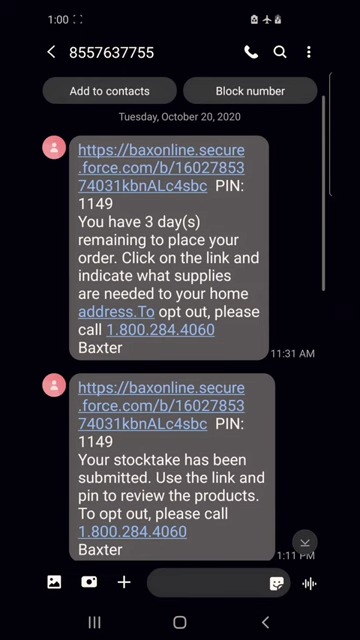 1:00
8557637755
Add to contacts
Block number
Tuesday, October 20, 2020
https://baxonline.secure
.force.com/b/16027853
74031kbnALc4sbc PIN:
1149
You have 3 day(s)
remaining to place your
order. Click on the link and
indicate what supplies
are needed to your home
address.To opt out, please
call 1.800.284.4060
Baxter
11:31 AM
https://baxonline.secure
.force.com/b/16027853
74031kbnALc4sbc PIN:
1149
Your stocktake has been
submitted. Use the link and
pin to review the products.
To opt out, please call
1.800.284.4060
Baxter
1:11 PM